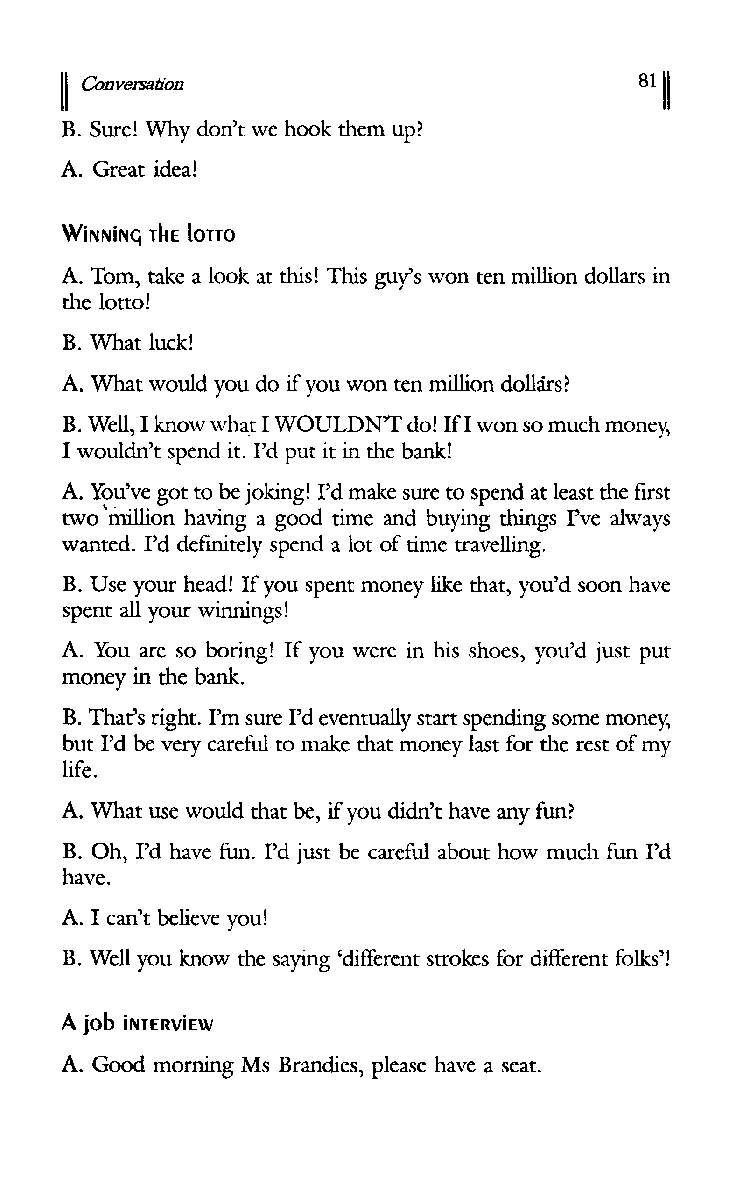 Conversation 81
B. Sure! Why don't we hook them up?
A. Great idea!
Winning the lotto
A. Tom, take a look at this! This guy's won ten million dollars in
the lotto!
B. What luck!
A. What would you do if you won ten million dollars?
B. Well, I know what I WOULDN'T do! If I won so much money,
I wouldn't spend it. I'd put it in the bank!
A. You've got to be joking! I'd make sure to spend at least the first
two million having a good time and buying things I've always
wanted. I'd definitely spend a lot of time travelling.
B. Use your head! If you spent money like that, you'd soon have
spent all your winnings!
A. You are so boring! If you were in his shoes, you'd just put
money in the bank.
B. That's right. I'm sure I'd eventually start spending some money,
but I'd be very careful to make that money last for the rest of my
life.
A. What use would that be, if you didn't have any fun?
B. Oh, I'd have fun. I'd just be careful about how much fun I'd
have.
A. I can't believe you!
B. Well you know the saying 'different strokes for different folks'!
A job interview
A. Good morning Ms Brandies, please have a seat.